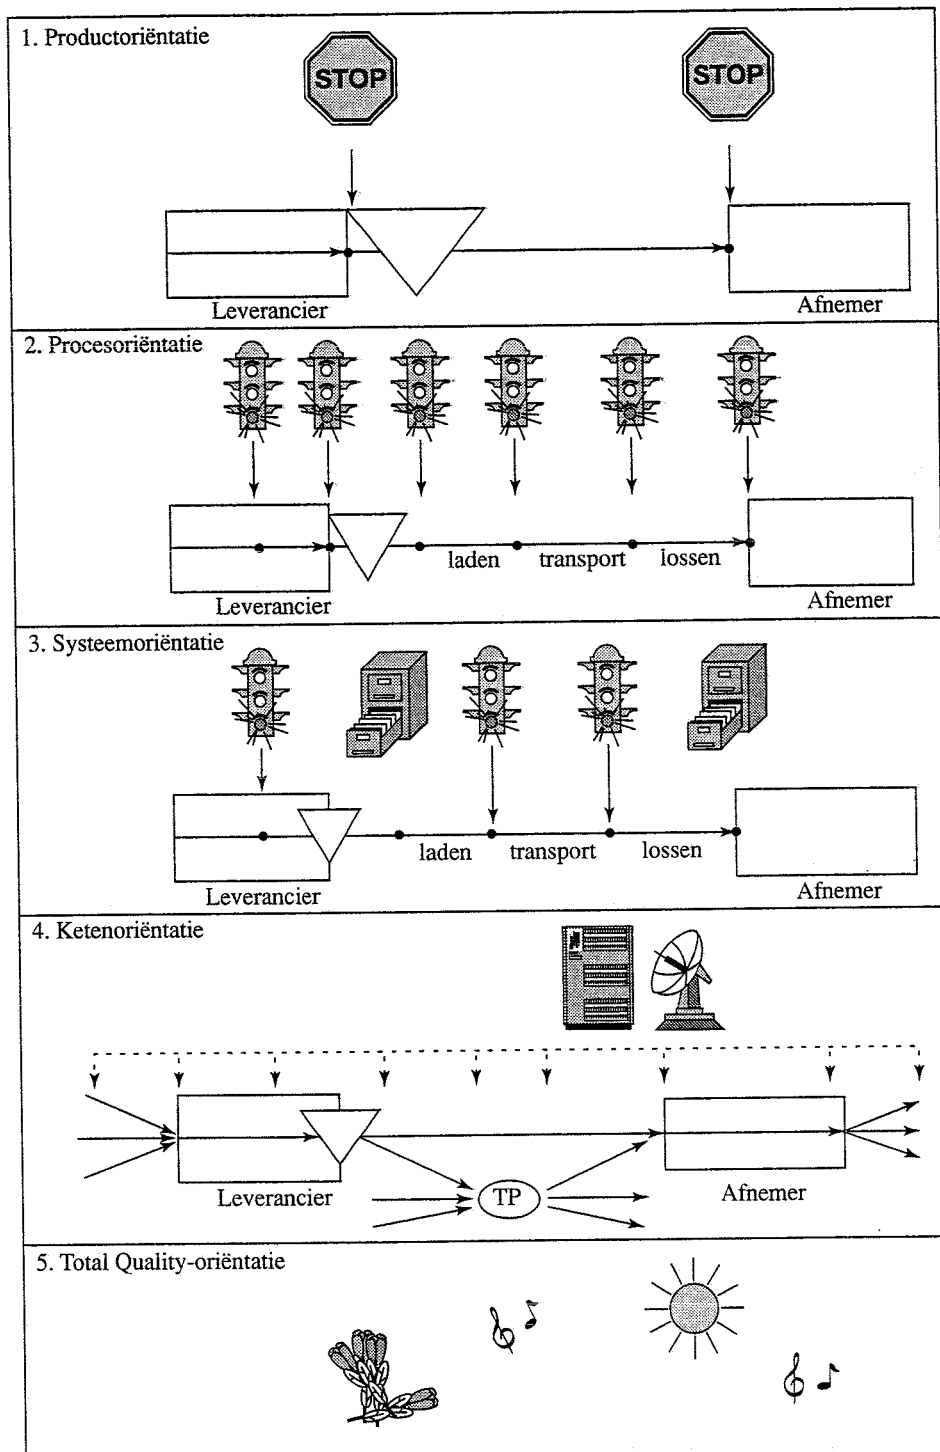 1. Productoriëntatie
STOP
STOP
Leverancier
Afnemer
2. Procesoriëntatie
laden
transport
lossen
Leverancier
Afnemer
3. Systeemoriëntatie
laden
transport
lossen
Leverancier
Afnemer
4. Ketenoriëntatie
Leverancier
TP
Afnemer
5. Total Quality-oriëntatie